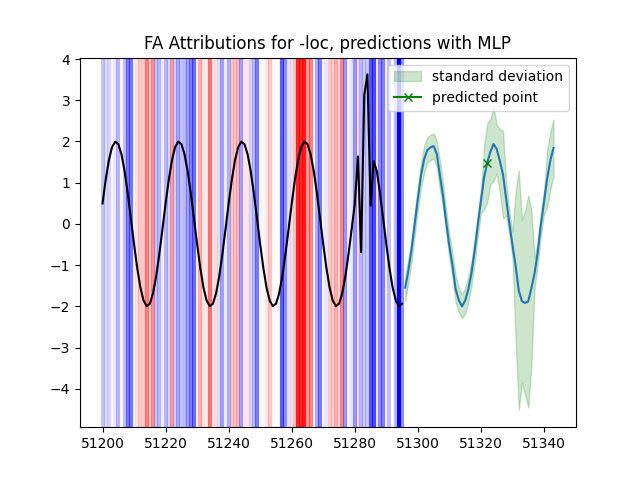 FA Attributions for -loc, predictions with MLP
standard deviation
predicted point
4
3
2
1
0
−1
−2
−3
−4
51200 51220 51240 51260 51280 51300 51320 51340